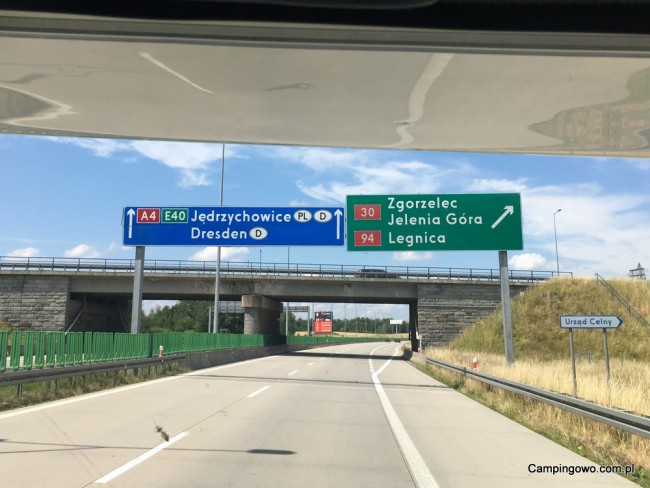 A4 E40 Jędrzychowice PL D
Dresden D
30 Zgorzelec
Jelenia Góra
94 Legnica
Urząd Celny
Campingowo.com.pl